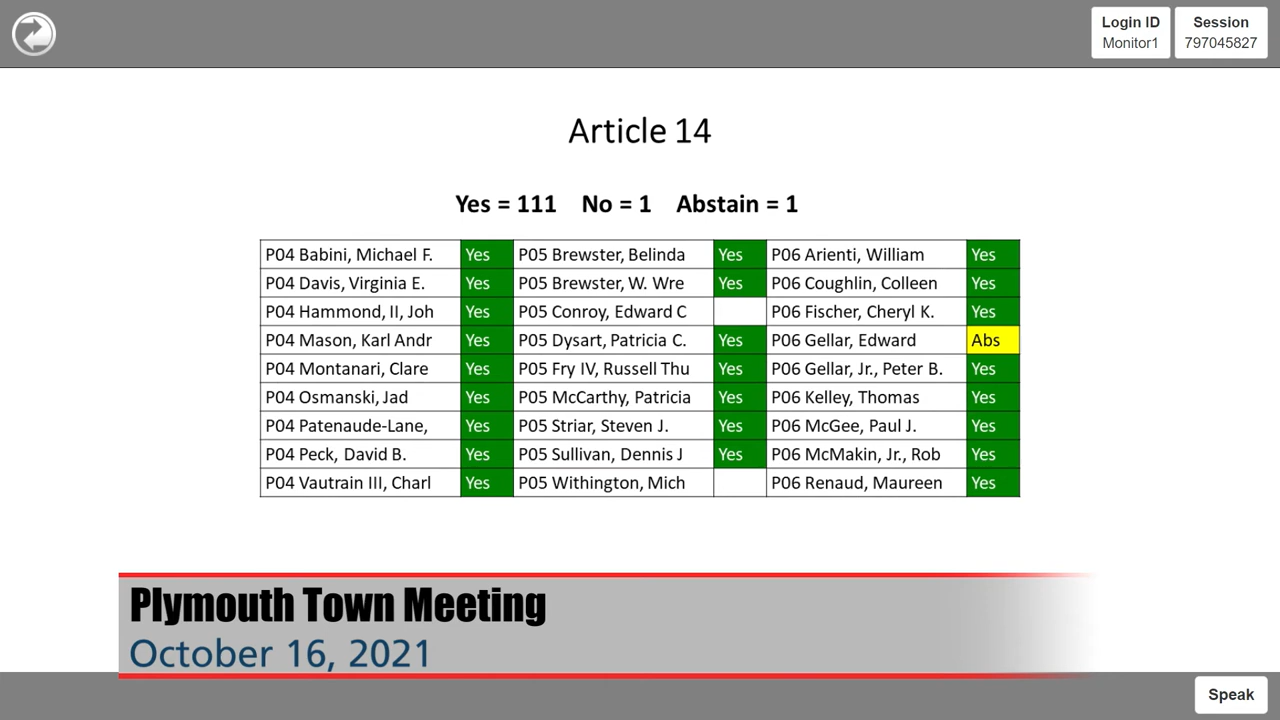 Login ID
Monitor1
Session
797045827
Article 14
Yes = 111 No = 1 Abstain = 1
P04 Babini, Michael F. Yes P05 Brewster, Belinda Yes P06 Arienti, William Yes
P04 Davis, Virginia E. Yes P05 Brewster, W. Wre Yes P06 Coughlin, Colleen Yes
P04 Hammond, II, Joh Yes P05 Conroy, Edward C P06 Fischer, Cheryl K. Yes
P04 Mason, Karl Andr Yes P05 Dysart, Patricia C. Yes P06 Gellar, Edward Abs
P04 Montanari, Clare Yes P05 Fry IV, Russell Thu Yes P06 Gellar, Jr., Peter B. Yes
P04 Osmanski, Jad Yes P05 McCarthy, Patricia Yes P06 Kelley, Thomas Yes
P04 Patenaude-Lane, Yes P05 Striar, Steven J. Yes P06 McGee, Paul J. Yes
P04 Peck, David B. Yes P05 Sullivan, Dennis J Yes P06 McMakin, Jr., Rob Yes
P04 Vautrain III, Charl Yes P05 Withington, Mich P06 Renaud, Maureen Yes
Plymouth Town Meeting
October 16, 2021
Speak